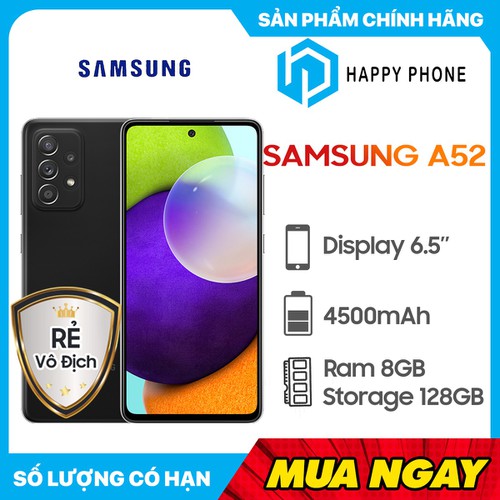 SẢN PHẨM CHÍNH HÃNG
SAMSUNG
HAPPY PHONE
SAMSUNG A52
Display 6.5"
4500mAh
Ram 8GB
Storage 128GB
RẺ
Vô Địch
SỐ LƯỢNG CÓ HẠN
MUA NGAY